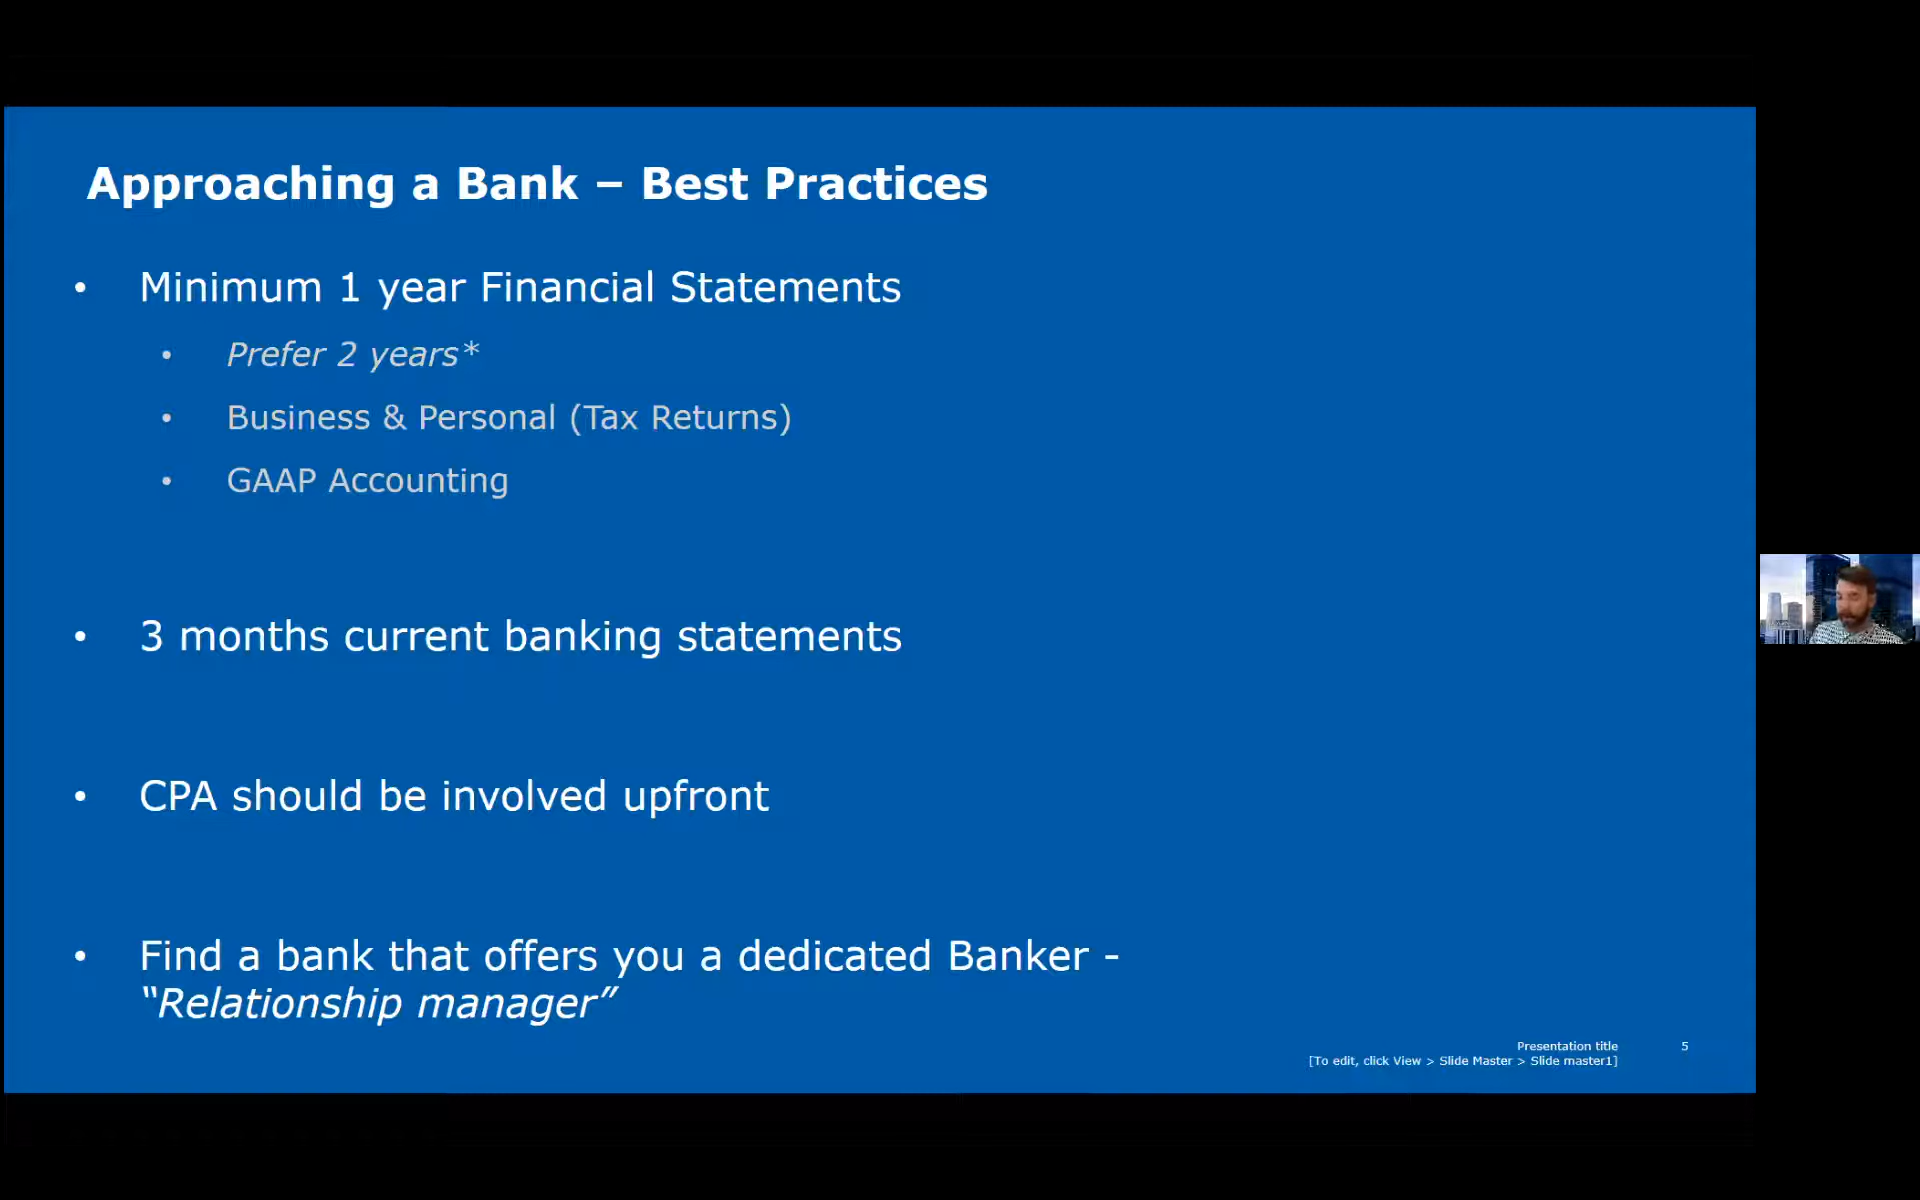 Approaching a Bank – Best Practices
• Minimum 1 year Financial Statements
• Prefer 2 years*
• Business & Personal (Tax Returns)
• GAAP Accounting
• 3 months current banking statements
• CPA should be involved upfront
• Find a bank that offers you a dedicated Banker -
“Relationship manager”
Presentation title 5
[To edit, click View > Slide Master > Slide master1]